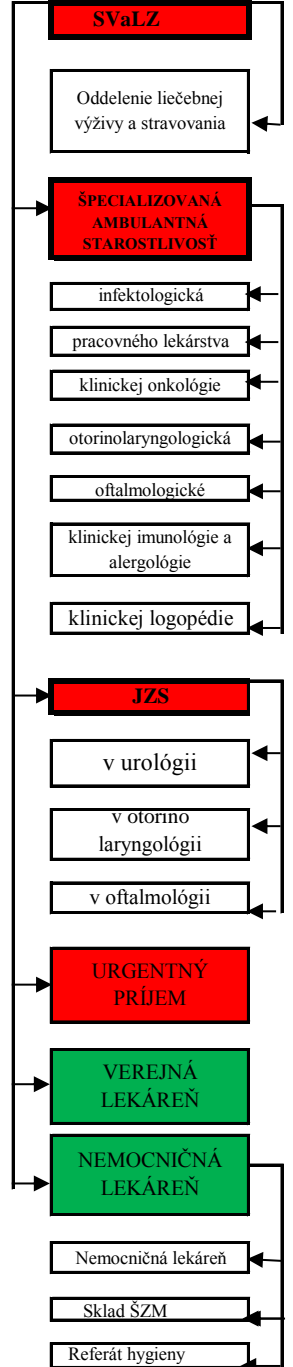 SVaLZ
Oddelenie liečebnej
výživy a stravovania
ŠPECIALIZOVANÁ
AMBULANTNÁ
STAROSTLIVOSŤ
infektologická
pracovného lekárstva
klinickej onkológie
otorinolaryngologická
oftalmologické
klinickej imunológie a
alergológie
klinickej logopédie
JZS
v urológii
v otorino
laryngológii
v oftalmológii
URGENTNÝ
PRÍJEM
VEREJNÁ
LEKÁREŇ
NEMOCNIČNÁ
LEKÁREŇ
Nemocničná lekáreň
Sklad ŠZM
Referát hygieny